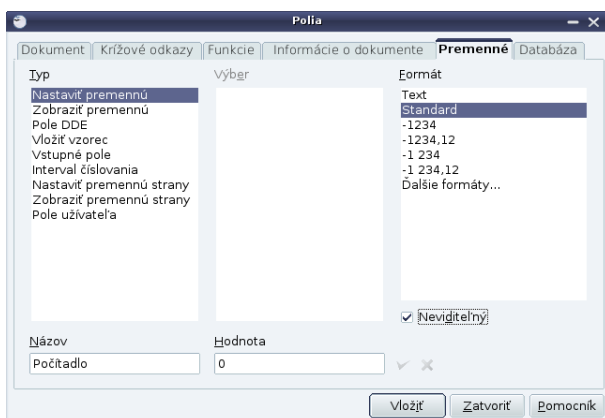 Polia
Dokument Krížové odkazy Funkcie Informácie o dokumente Premenné Databáza
Typ
Nastaviť premennú
Zobraziť premennú
Pole DDE
Vložiť vzorec
Vstupné pole
Interval číslovania
Nastaviť premennú strany
Zobraziť premennú strany
Pole užívateľa
Výber
Formát
Text
Standard
-1234
-1234,12
-1 234
-1 234,12
Ďalšie formáty...
Neviditeľný
Názov
Počítadlo
Hodnota
0
Vložiť Zatvoriť Pomocník